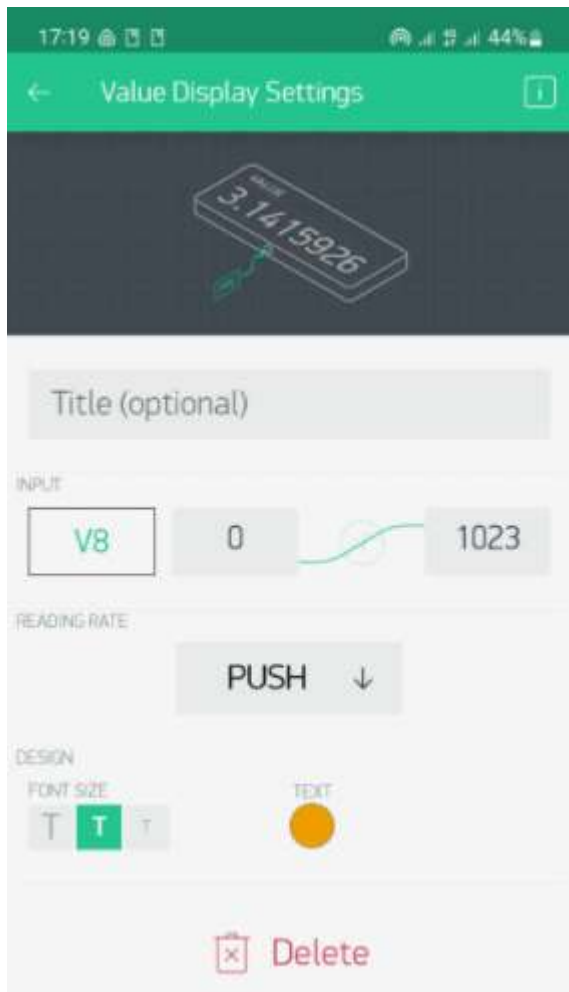 17:19 44%
Value Display Settings
VALUE
3.1415926
Title (optional)
INPUT
V8 0 1023
READING RATE
PUSH
DESIGN
FONT SIZE TEXT
T T T
Delete